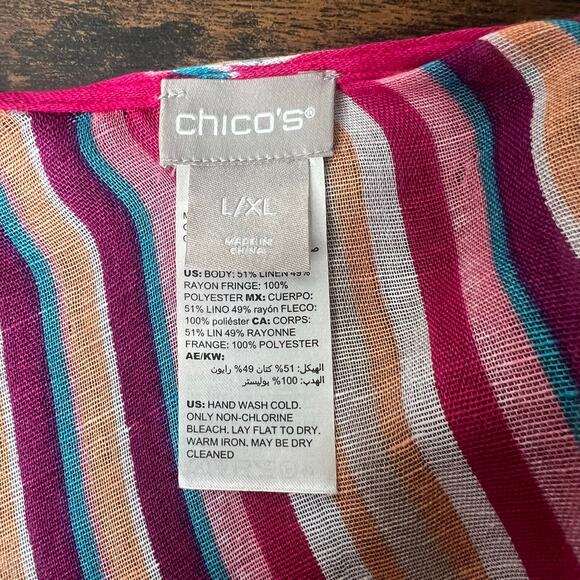 chico's®
L/XL
MADE IN
CHINA
US: BODY: 51% LINEN 49%
RAYON FRINGE: 100%
POLYESTER MX: CUERPO:
51% LINO 49% rayón FLECO:
100% poliéster CA: CORPS:
51% LIN 49% RAYONNE
FRANGE: 100% POLYESTER
AE/KW:
الهيكل: 51% كتان 49% رايون
الهدب: 100% بوليستر
US: HAND WASH COLD.
ONLY NON-CHLORINE
BLEACH. LAY FLAT TO DRY.
WARM IRON. MAY BE DRY
CLEANED